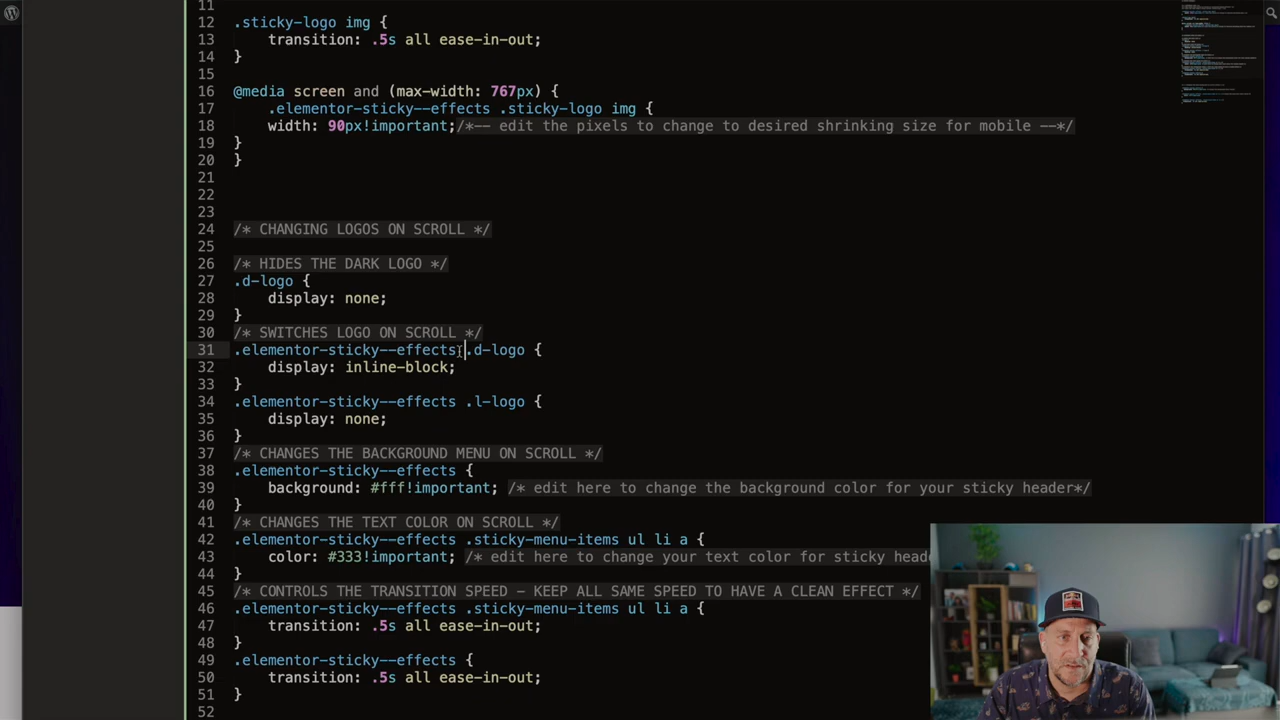 11
12 .sticky-logo img {
13 transition: .5s all ease-in-out;
14 }
15
16 @media screen and (max-width: 767px) {
17 .elementor-sticky--effects .sticky-logo img {
18 width: 90px!important;/*-- edit the pixels to change to desired shrinking size for mobile --*/
19 }
20 }
21
22
23
24 /* CHANGING LOGOS ON SCROLL */
25
26 /* HIDES THE DARK LOGO */
27 .d-logo {
28 display: none;
29 }
30 /* SWITCHES LOGO ON SCROLL */
31 .elementor-sticky--effects .d-logo {
32 display: inline-block;
33 }
34 .elementor-sticky--effects .l-logo {
35 display: none;
36 }
37 /* CHANGES THE BACKGROUND MENU ON SCROLL */
38 .elementor-sticky--effects {
39 background: #fff!important; /* edit here to change the background color for your sticky header*/
40 }
41 /* CHANGES THE TEXT COLOR ON SCROLL */
42 .elementor-sticky--effects .sticky-menu-items ul li a {
43 color: #333!important; /* edit here to change your text color for sticky head
44 }
45 /* CONTROLS THE TRANSITION SPEED – KEEP ALL SAME SPEED TO HAVE A CLEAN EFFECT */
46 .elementor-sticky--effects .sticky-menu-items ul li a {
47 transition: .5s all ease-in-out;
48 }
49 .elementor-sticky--effects {
50 transition: .5s all ease-in-out;
51 }
52